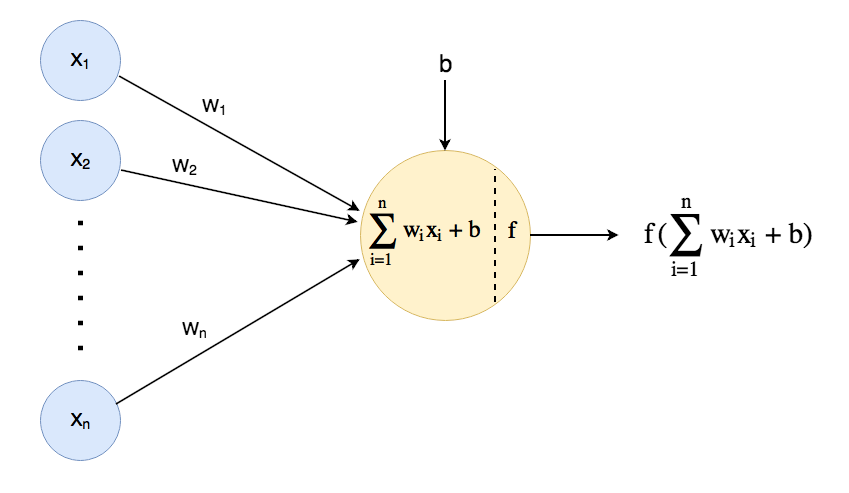 x₁
w₁
b
x₂
w₂
n
∑ wᵢxᵢ + b
i=1
f
n
f(∑ wᵢxᵢ + b)
i=1
wₙ
xₙ